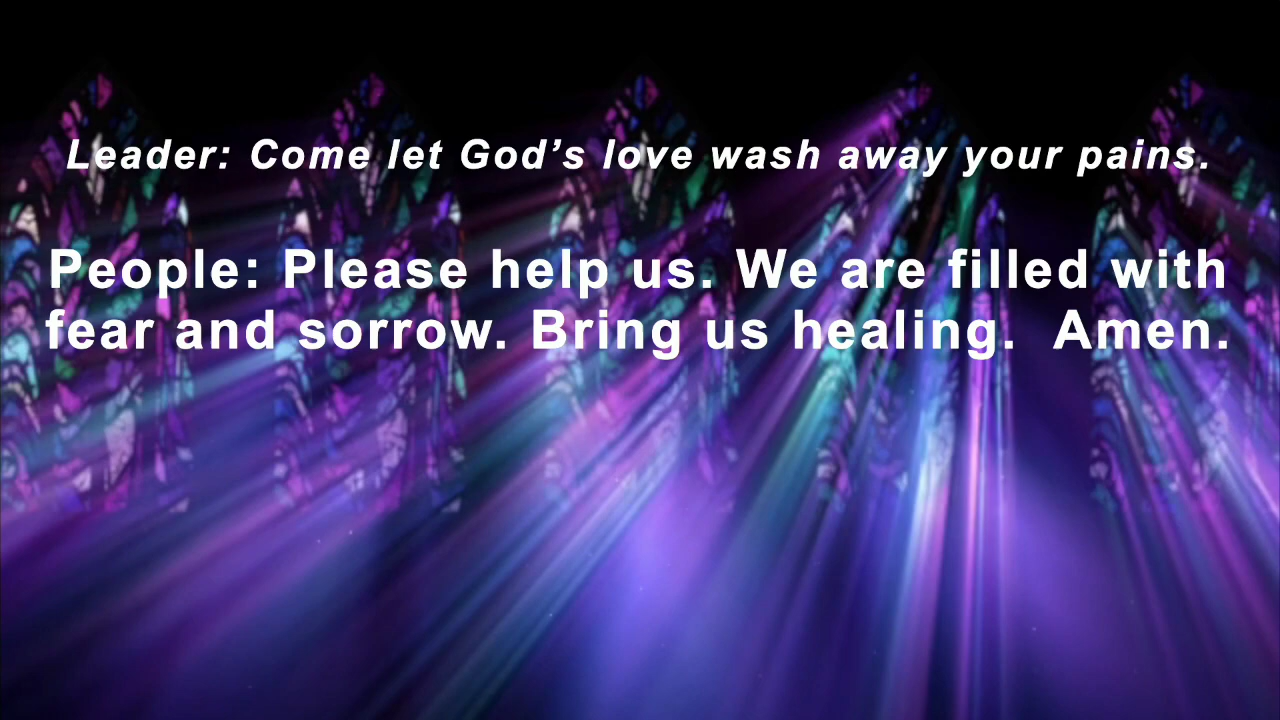 Leader: Come let God’s love wash away your pains.
People: Please help us. We are filled with
fear and sorrow. Bring us healing.  Amen.